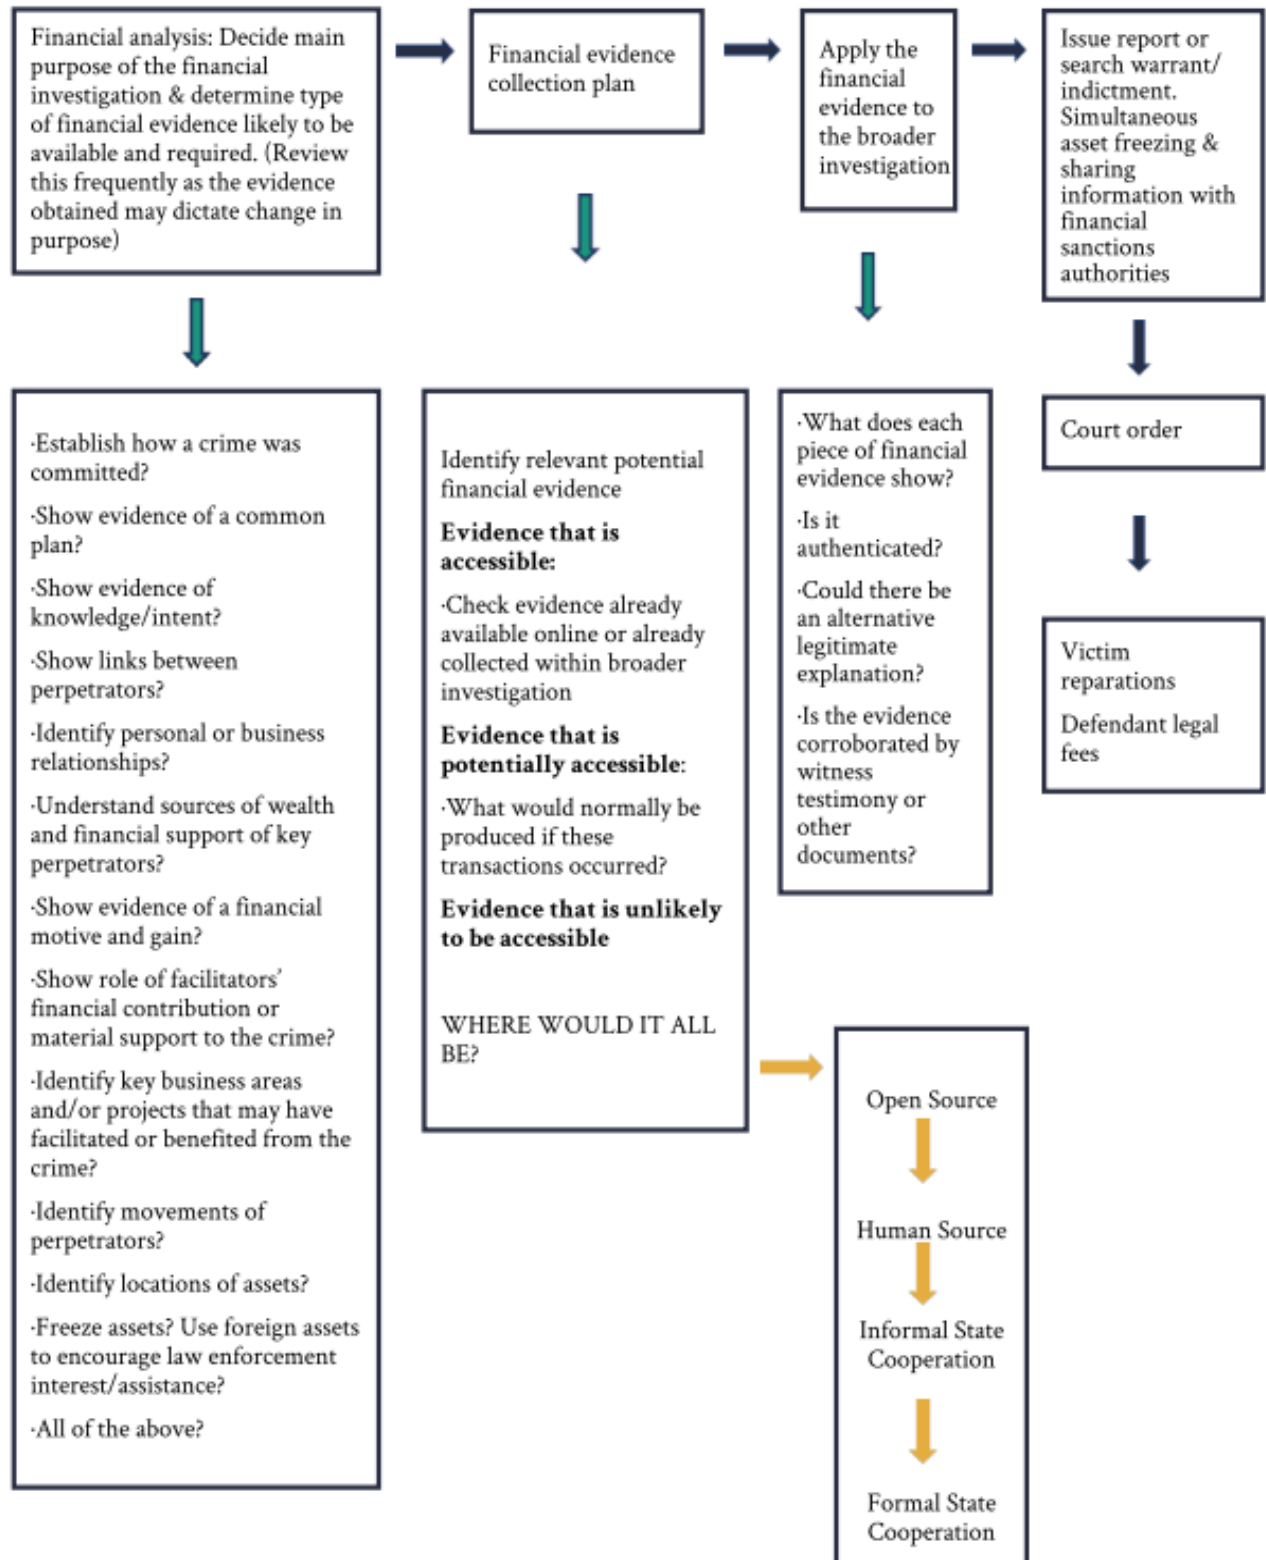 Financial analysis: Decide main
purpose of the financial
investigation & determine type
of financial evidence likely to be
available and required. (Review
this frequently as the evidence
obtained may dictate change in
purpose)
Financial evidence
collection plan
Apply the
financial
evidence to
the broader
investigation
Issue report or
search warrant/
indictment.
Simultaneous
asset freezing &
sharing
information with
financial
sanctions
authorities
·Establish how a crime was
committed?
·Show evidence of a common
plan?
·Show evidence of
knowledge/intent?
·Show links between
perpetrators?
·Identify personal or business
relationships?
·Understand sources of wealth
and financial support of key
perpetrators?
·Show evidence of a financial
motive and gain?
·Show role of facilitators’
financial contribution or
material support to the crime?
·Identify key business areas
and/or projects that may have
facilitated or benefited from the
crime?
·Identify movements of
perpetrators?
·Identify locations of assets?
·Freeze assets? Use foreign assets
to encourage law enforcement
interest/assistance?
·All of the above?
Identify relevant potential
financial evidence
Evidence that is
accessible:
·Check evidence already
available online or already
collected within broader
investigation
Evidence that is
potentially accessible:
·What would normally be
produced if these
transactions occurred?
Evidence that is unlikely
to be accessible
WHERE WOULD IT ALL
BE?
·What does each
piece of financial
evidence show?
·Is it
authenticated?
·Could there be
an alternative
legitimate
explanation?
·Is the evidence
corroborated by
witness
testimony or
other
documents?
Court order
Victim
reparations
Defendant legal
fees
Open Source
Human Source
Informal State
Cooperation
Formal State
Cooperation